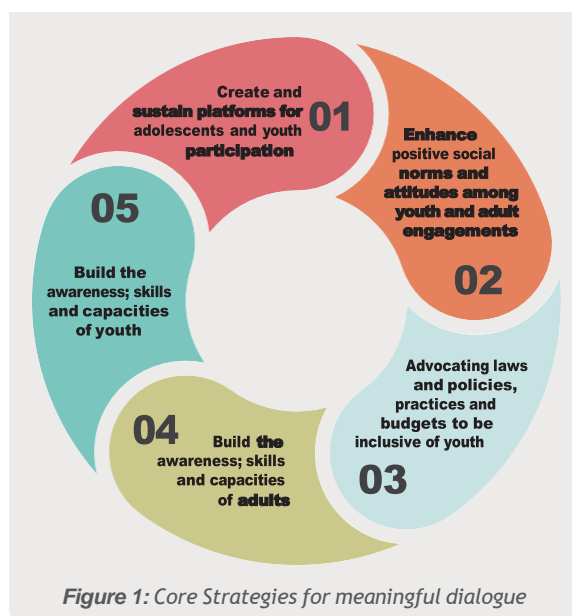 Create and
sustain platforms for
adolescents and youth
participation
01
Enhance
positive social
norms and
attitudes among
youth and adult
engagements
02
Advocating laws
and policies,
practices and
budgets to be
inclusive of youth
03
04
Build the
awareness; skills
and capacities
of adults
05
Build the
awareness; skills
and capacities
of youth
Figure 1: Core Strategies for meaningful dialogue